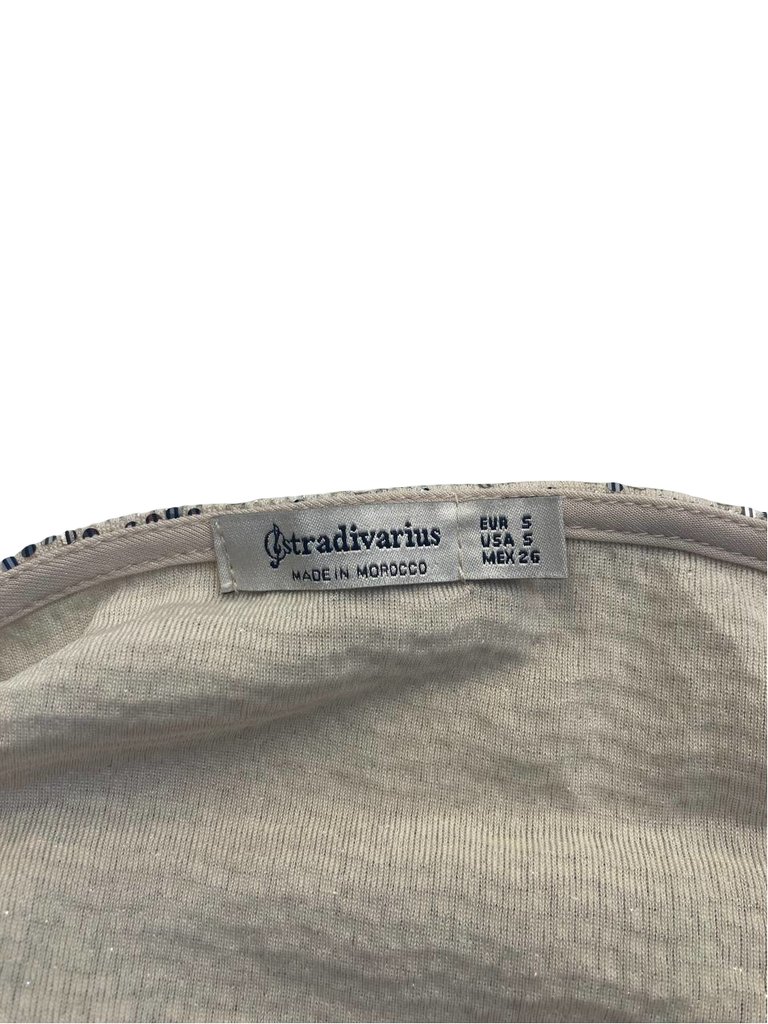 Stradivarius
MADE IN MOROCCO
EUR S
USA S
MEX 26